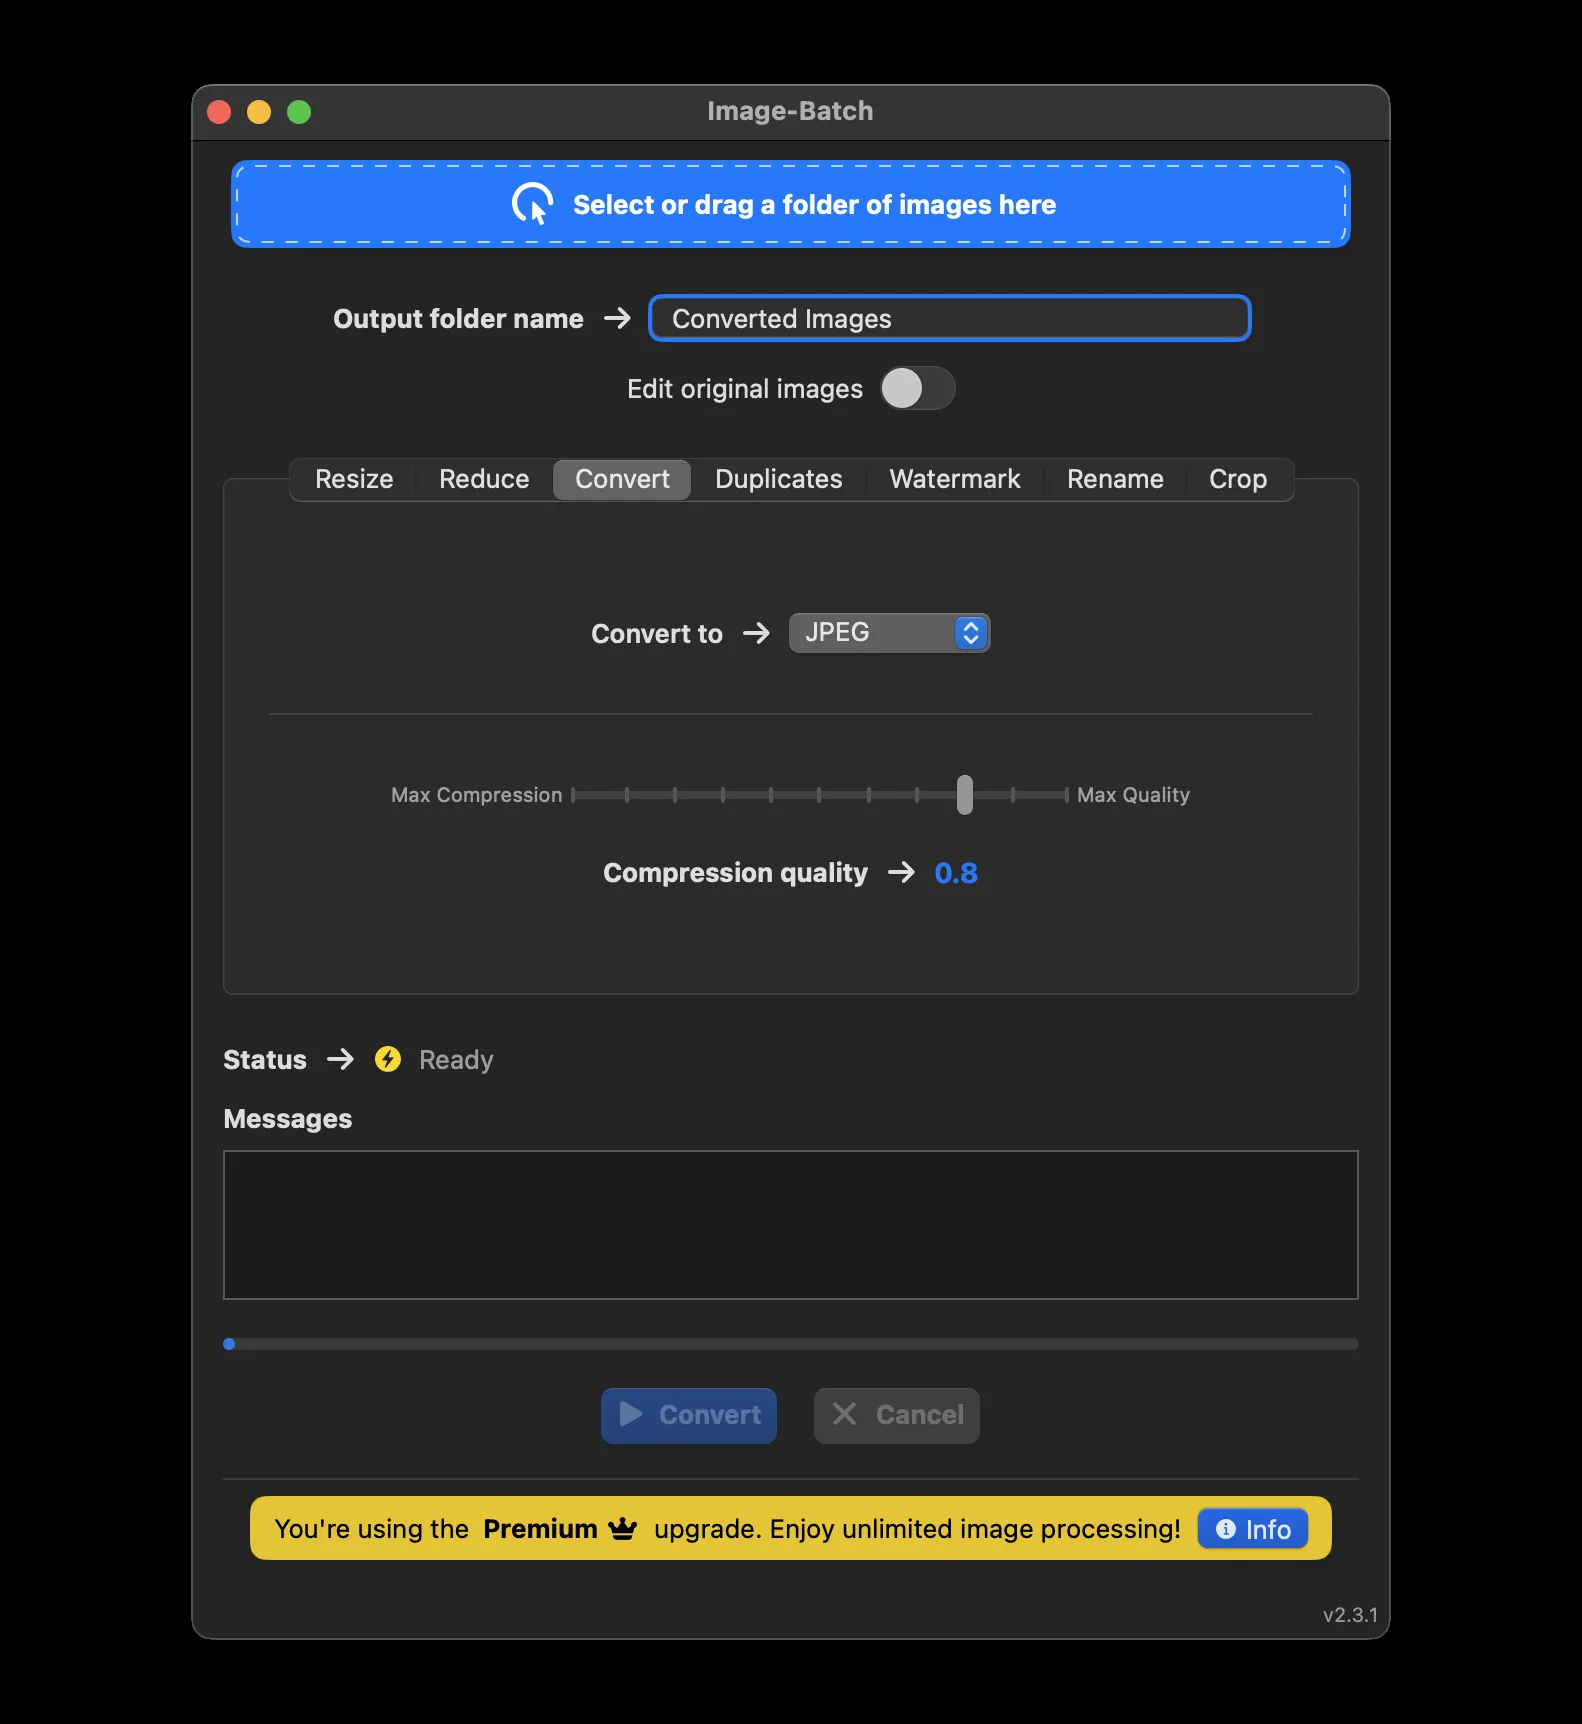 Image-Batch
Select or drag a folder of images here
Output folder name → Converted Images
Edit original images
Resize Reduce Convert Duplicates Watermark Rename Crop
Convert to → JPEG
Max Compression Max Quality
Compression quality → 0.8
Status → Ready
Messages
Convert Cancel
You're using the Premium upgrade. Enjoy unlimited image processing! Info
v2.3.1